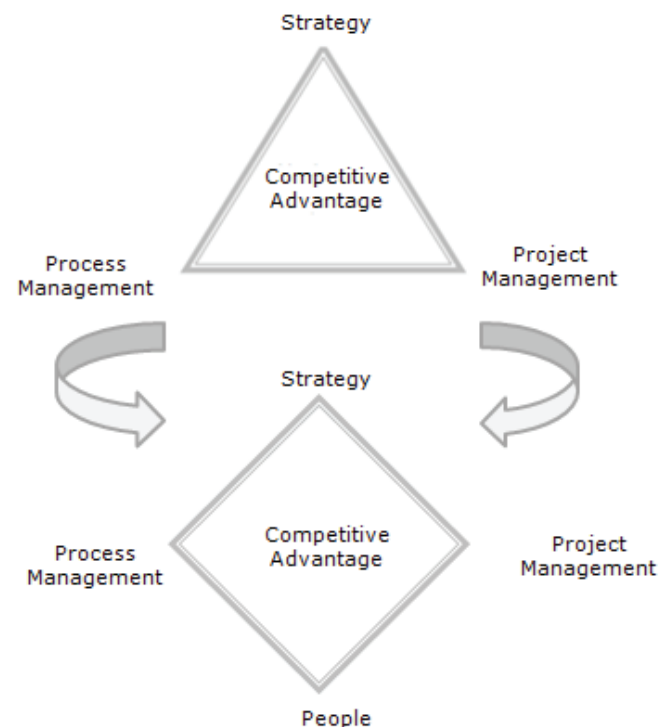 Strategy
Competitive
Advantage
Process
Management
Project
Management
Strategy
Competitive
Advantage
Process
Management
Project
Management
People